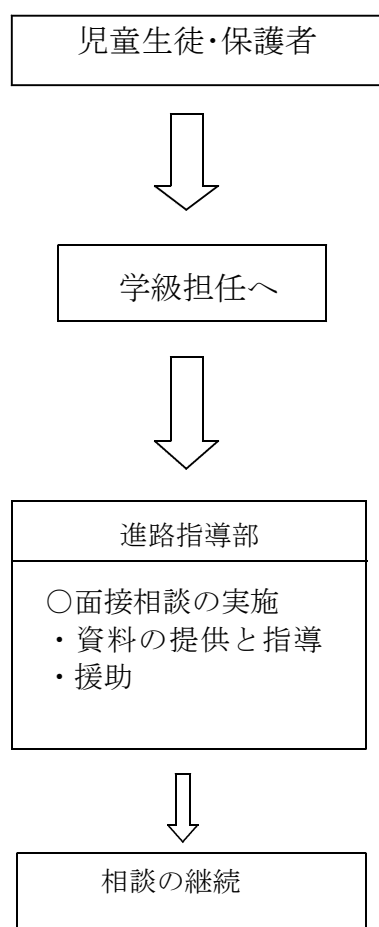 児童生徒・保護者
学級担任へ
進路指導部
○面接相談の実施
・資料の提供と指導
・援助
相談の継続